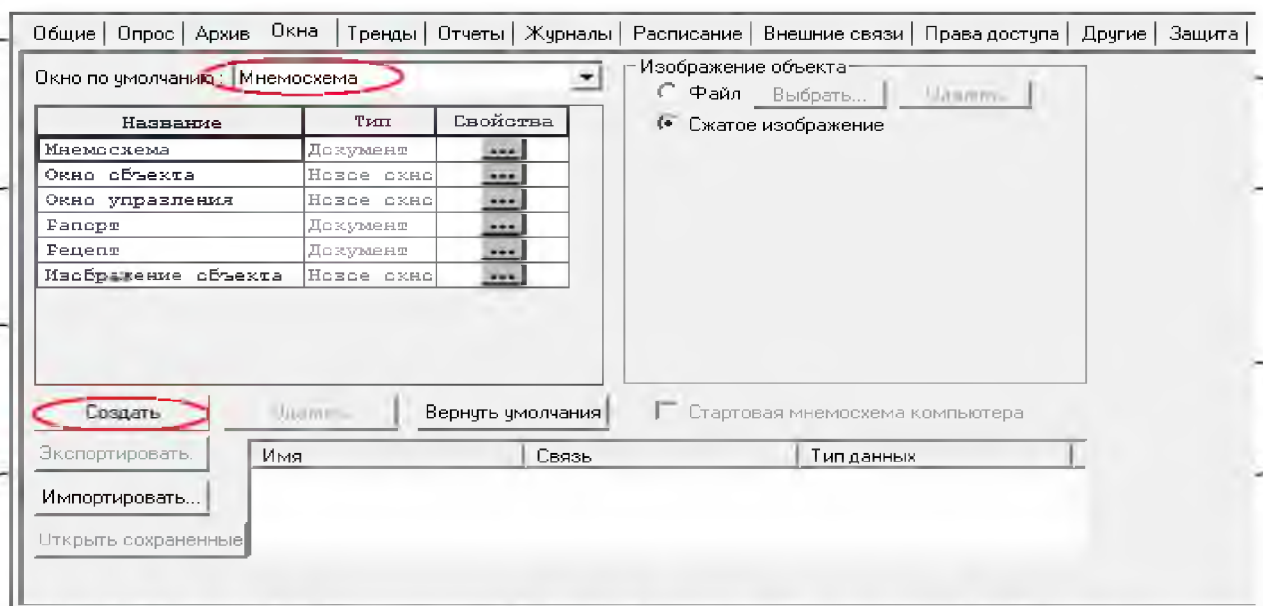 Общие Опрос Архив Окна Тренды Отчеты Журналы Расписание Внешние связи Права доступа Другие Защита
Окно по умолчанию: Мнемосхема
Изображение объекта
Файл Выбрать... Удалить...
Сжатое изображение
Название Тип Свойства
Мнемосхема Документ ...
Окно объекта Новое окно ...
Окно управления Новое окно ...
Рапорт Документ ...
Рецепт Документ ...
Изображение объекта Новое окно ...
Создать Удалить... Вернуть умолчания Стартовая мнемосхема компьютера
Экспортировать.
Имя Связь Тип данных
Импортировать...
Открыть сохраненные